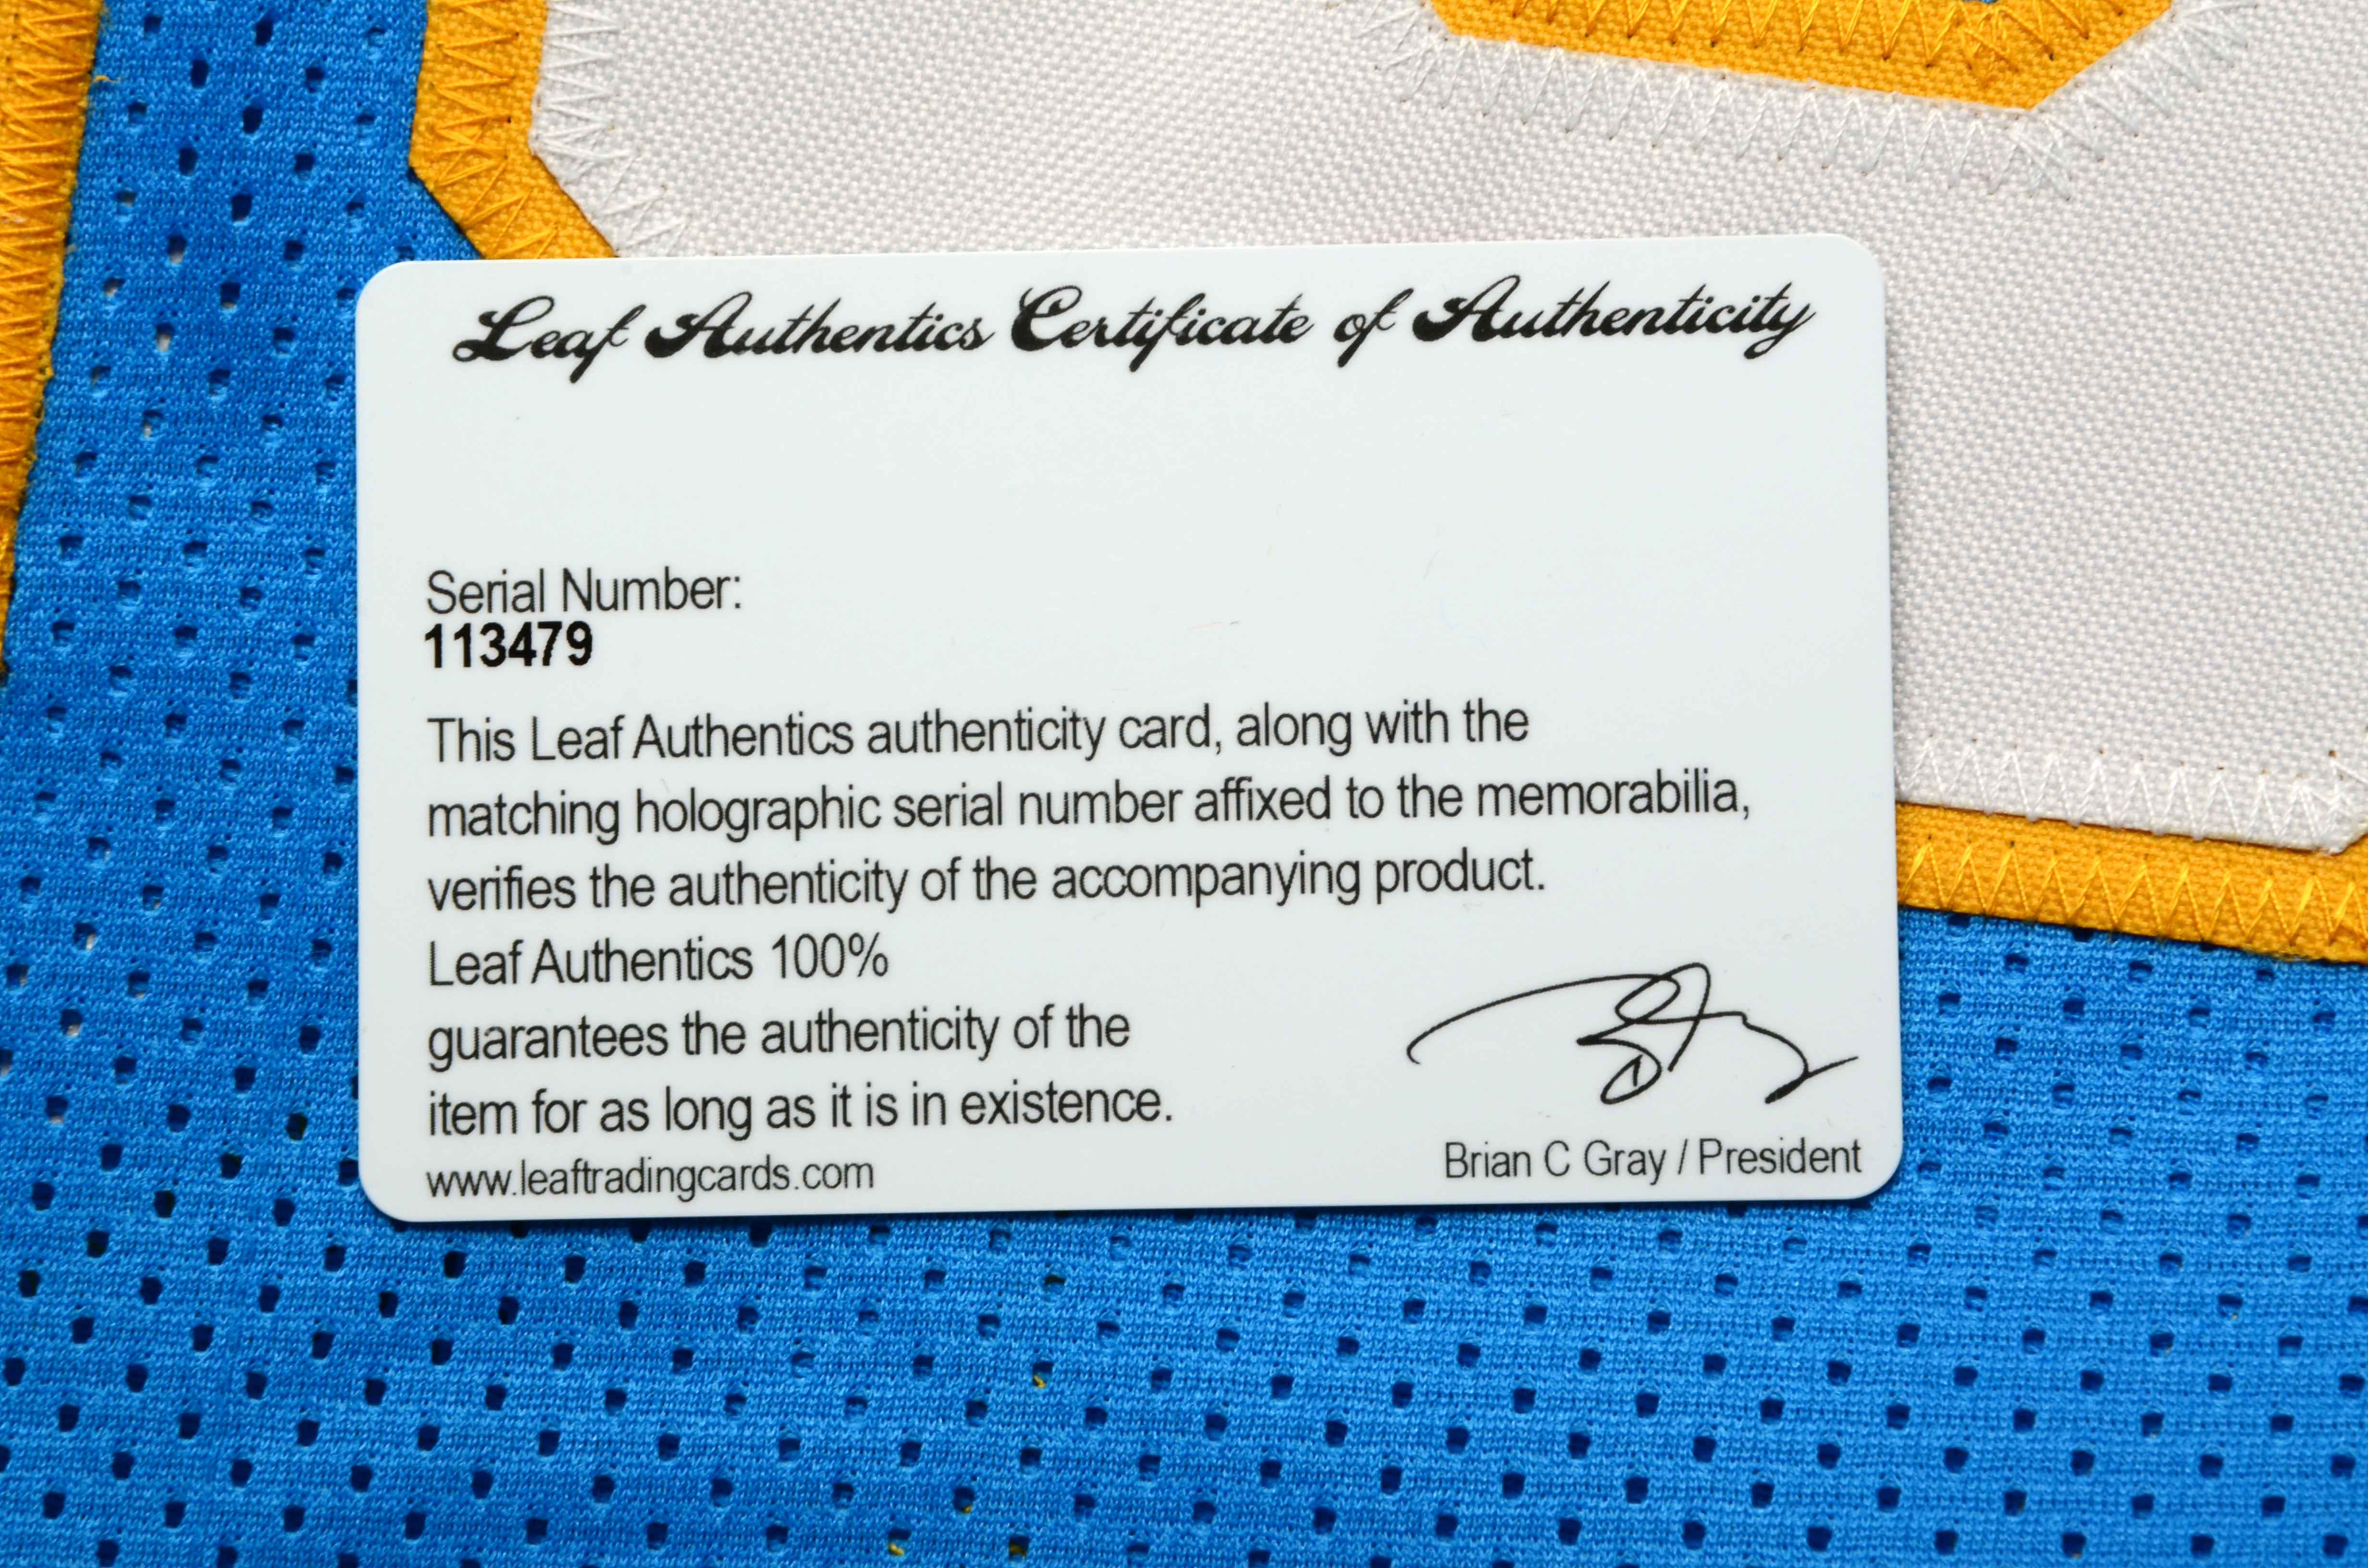 Leaf Authentics Certificate of Authenticity
Serial Number:
113479
This Leaf Authentics authenticity card, along with the
matching holographic serial number affixed to the memorabilia,
verifies the authenticity of the accompanying product.
Leaf Authentics 100%
guarantees the authenticity of the
item for as long as it is in existence.
www.leaftradingcards.com
Brian C Gray / President